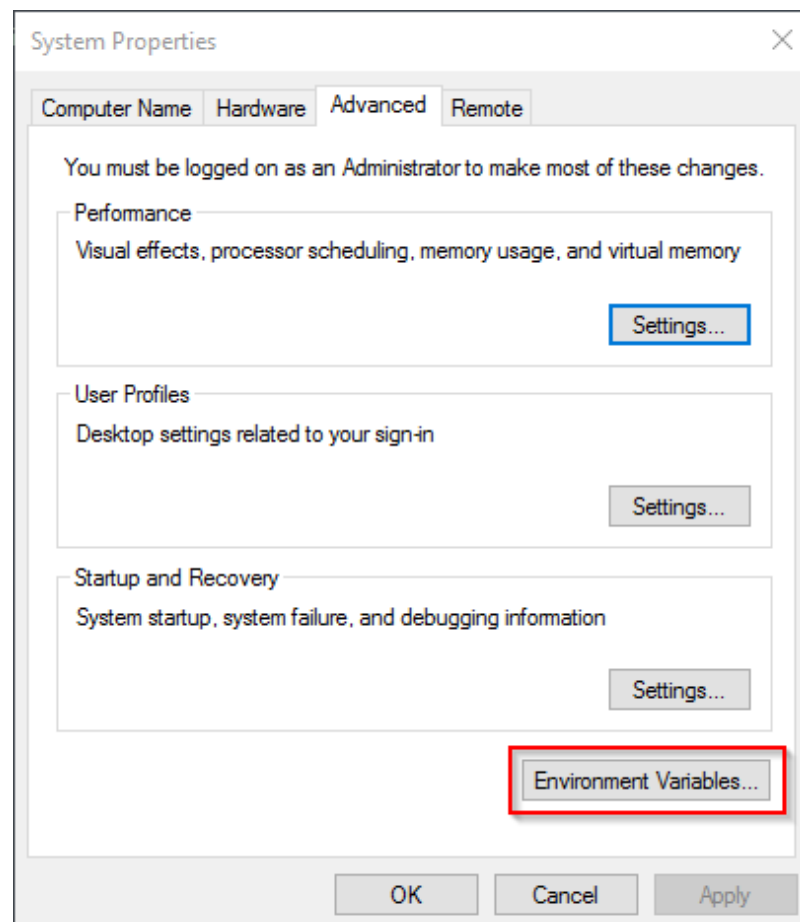 System Properties
Computer Name Hardware Advanced Remote
You must be logged on as an Administrator to make most of these changes.
Performance
Visual effects, processor scheduling, memory usage, and virtual memory
Settings...
User Profiles
Desktop settings related to your sign-in
Settings...
Startup and Recovery
System startup, system failure, and debugging information
Settings...
Environment Variables...
OK Cancel Apply